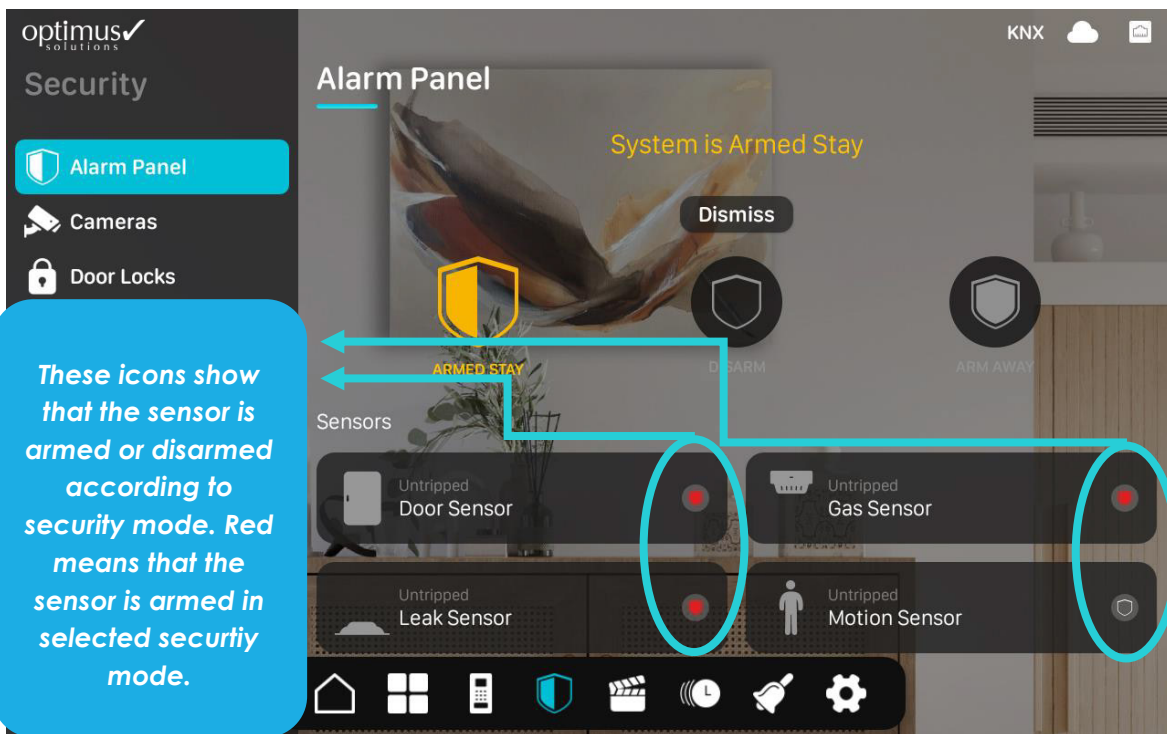 optimus✓
solutions
KNX
Security
Alarm Panel
System is Armed Stay
Alarm Panel
Cameras
Dismiss
Door Locks
ARMED STAY
DISARM
ARM AWAY
These icons show
that the sensor is
armed or disarmed
according to
security mode. Red
means that the
sensor is armed in
selected securtiy
mode.
Sensors
Untripped
Door Sensor
Untripped
Gas Sensor
Untripped
Leak Sensor
Untripped
Motion Sensor